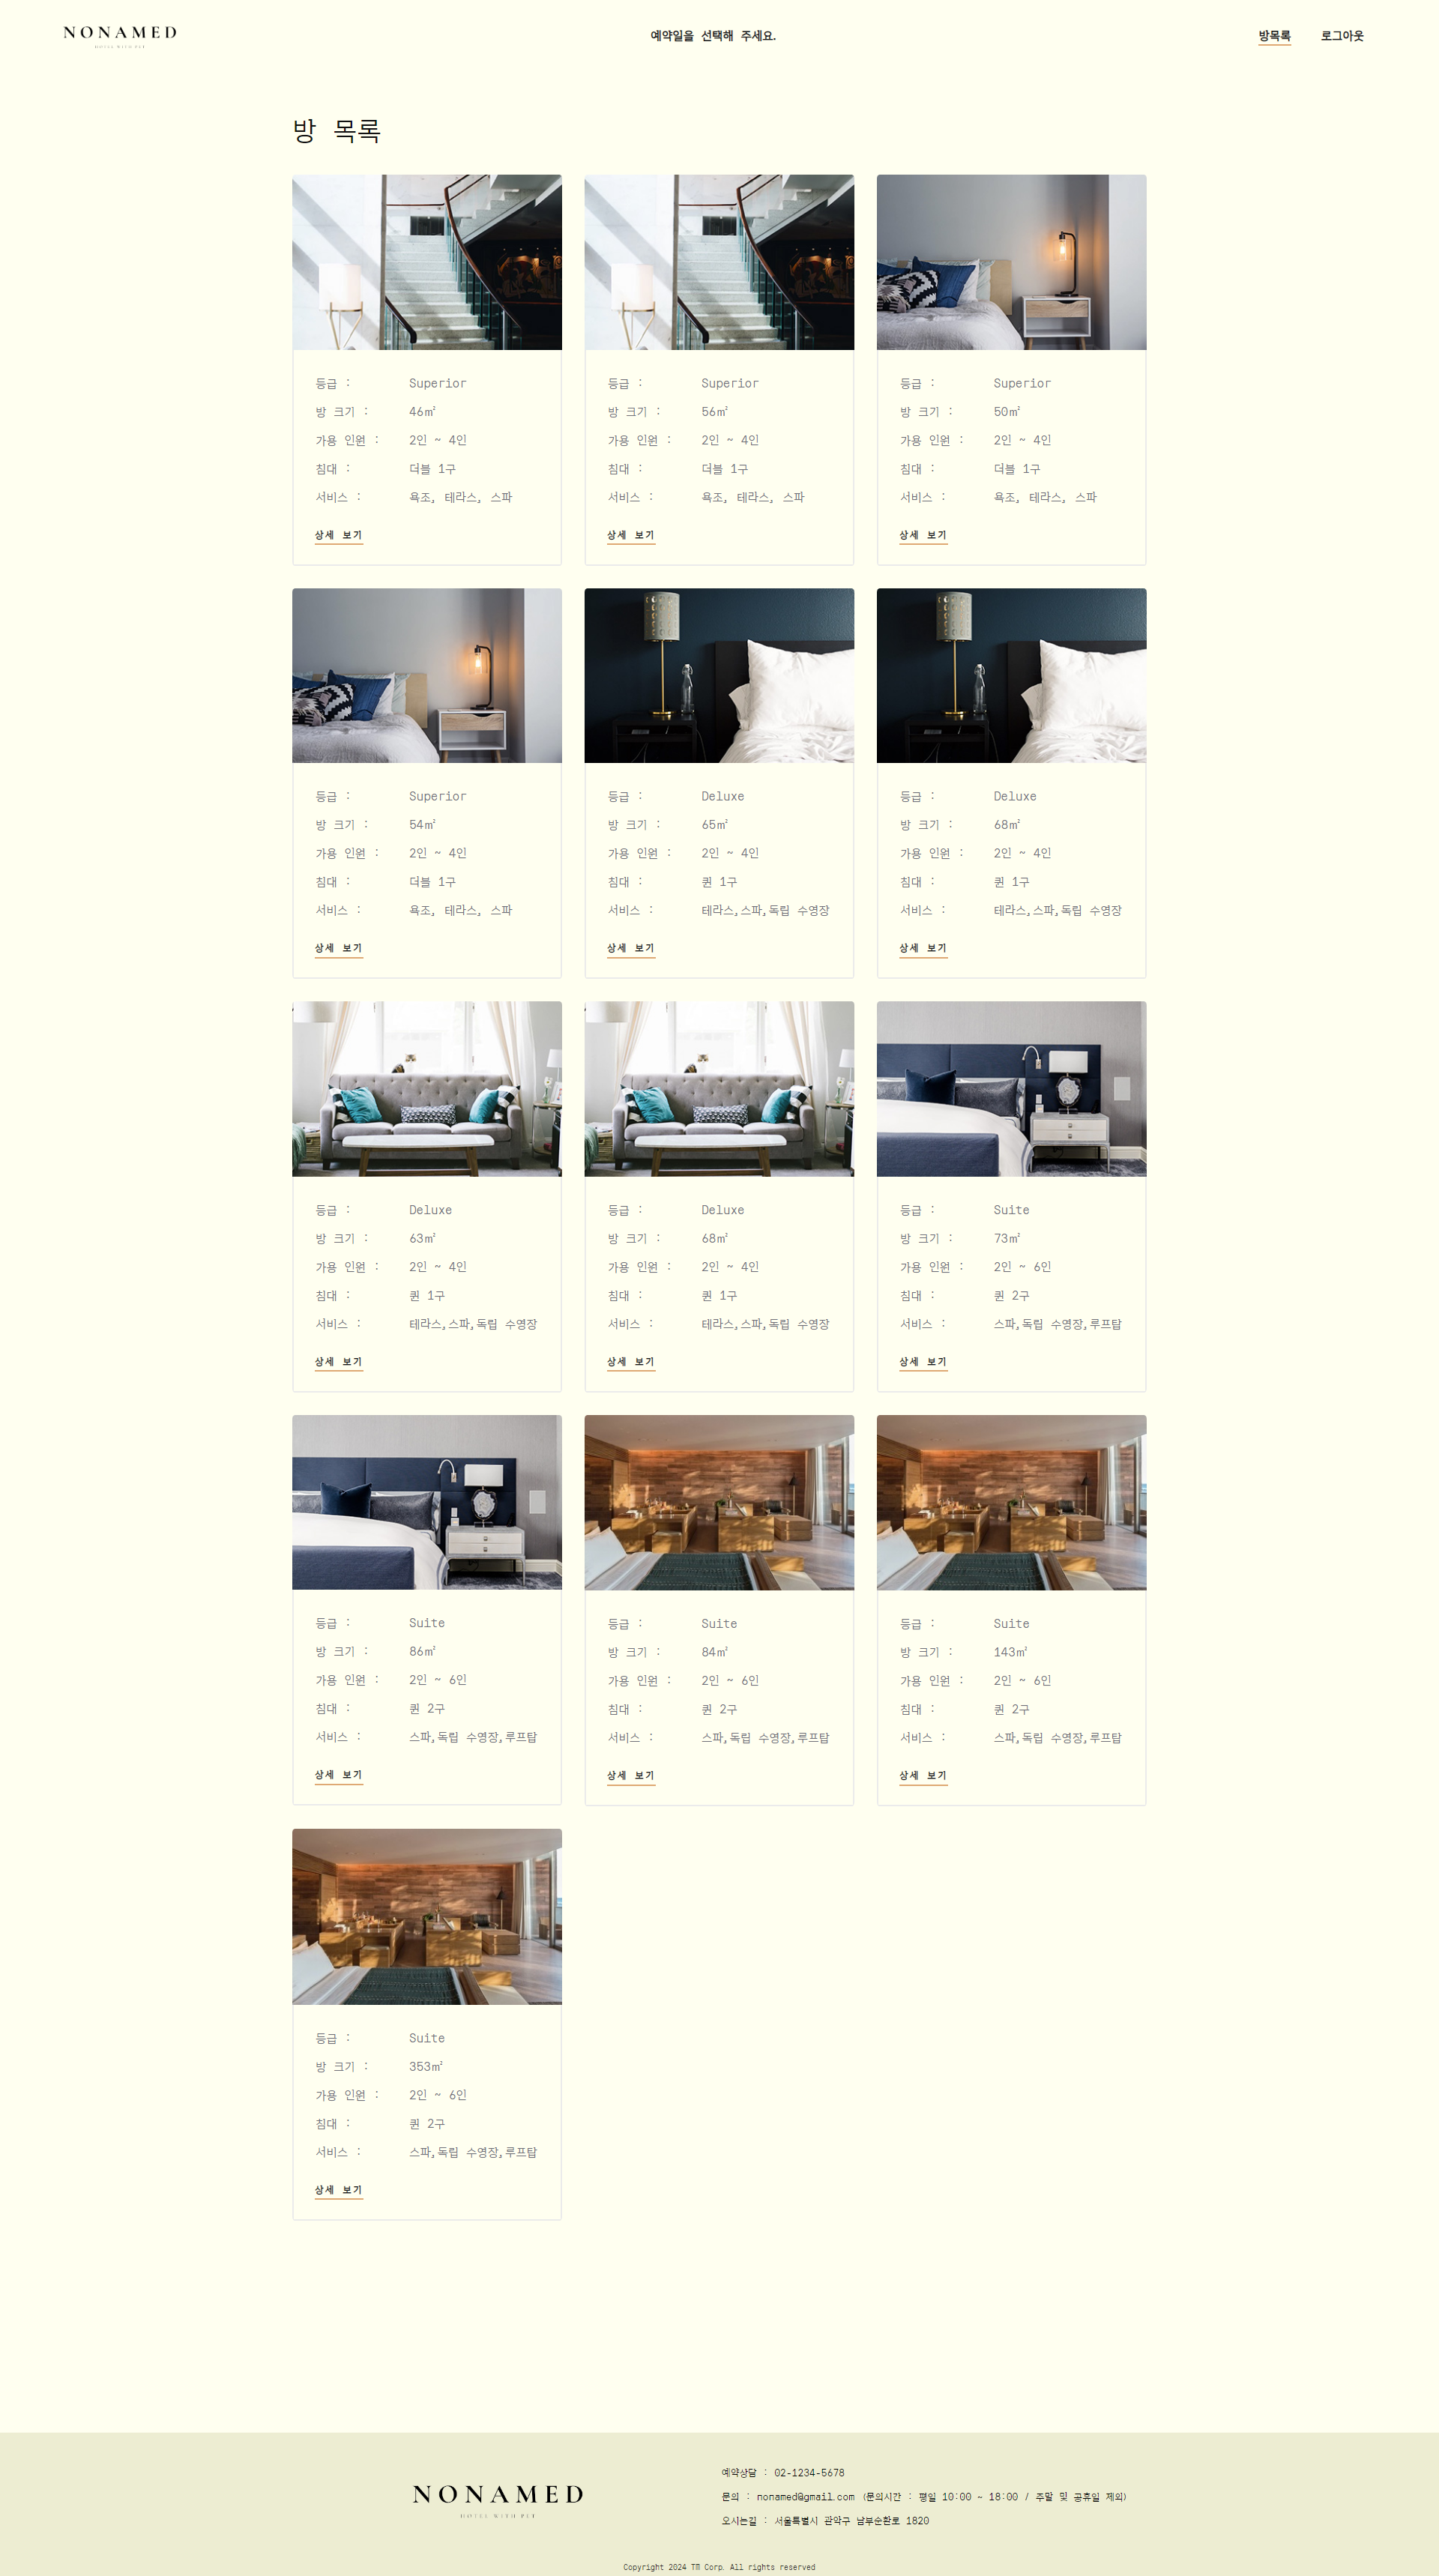 NONAMED
HOTEL WITH PET
예약일을 선택해 주세요.
방목록 로그아웃
방 목록
등급 : Superior
방 크기 : 46㎡
가용 인원 : 2인 ~ 4인
침대 : 더블 1구
서비스 : 욕조, 테라스, 스파
상세 보기
등급 : Superior
방 크기 : 56㎡
가용 인원 : 2인 ~ 4인
침대 : 더블 1구
서비스 : 욕조, 테라스, 스파
상세 보기
등급 : Superior
방 크기 : 50㎡
가용 인원 : 2인 ~ 4인
침대 : 더블 1구
서비스 : 욕조, 테라스, 스파
상세 보기
등급 : Superior
방 크기 : 54㎡
가용 인원 : 2인 ~ 4인
침대 : 더블 1구
서비스 : 욕조, 테라스, 스파
상세 보기
등급 : Deluxe
방 크기 : 65㎡
가용 인원 : 2인 ~ 4인
침대 : 퀸 1구
서비스 : 테라스,스파,독립 수영장
상세 보기
등급 : Deluxe
방 크기 : 68㎡
가용 인원 : 2인 ~ 4인
침대 : 퀸 1구
서비스 : 테라스,스파,독립 수영장
상세 보기
등급 : Deluxe
방 크기 : 63㎡
가용 인원 : 2인 ~ 4인
침대 : 퀸 1구
서비스 : 테라스,스파,독립 수영장
상세 보기
등급 : Deluxe
방 크기 : 68㎡
가용 인원 : 2인 ~ 4인
침대 : 퀸 1구
서비스 : 테라스,스파,독립 수영장
상세 보기
등급 : Suite
방 크기 : 73㎡
가용 인원 : 2인 ~ 6인
침대 : 퀸 2구
서비스 : 스파,독립 수영장,루프탑
상세 보기
등급 : Suite
방 크기 : 86㎡
가용 인원 : 2인 ~ 6인
침대 : 퀸 2구
서비스 : 스파,독립 수영장,루프탑
상세 보기
등급 : Suite
방 크기 : 84㎡
가용 인원 : 2인 ~ 6인
침대 : 퀸 2구
서비스 : 스파,독립 수영장,루프탑
상세 보기
등급 : Suite
방 크기 : 143㎡
가용 인원 : 2인 ~ 6인
침대 : 퀸 2구
서비스 : 스파,독립 수영장,루프탑
상세 보기
등급 : Suite
방 크기 : 353㎡
가용 인원 : 2인 ~ 6인
침대 : 퀸 2구
서비스 : 스파,독립 수영장,루프탑
상세 보기
NONAMED
HOTEL WITH PET
예약상담 : 02-1234-5678
문의 : nonamed@gmail.com (문의시간 : 평일 10:00 ~ 18:00 / 주말 및 공휴일 제외)
오시는길 : 서울특별시 관악구 남부순환로 1820
Copyright 2024 TM Corp. All rights reserved